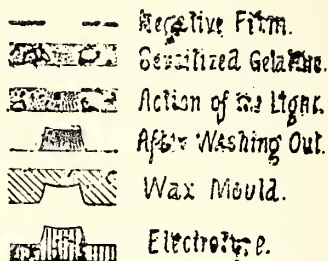 Negative Film.
Sensitized Gelatine.
Action of the Light.
After Washing Out.
Wax Mould.
Electrotype.